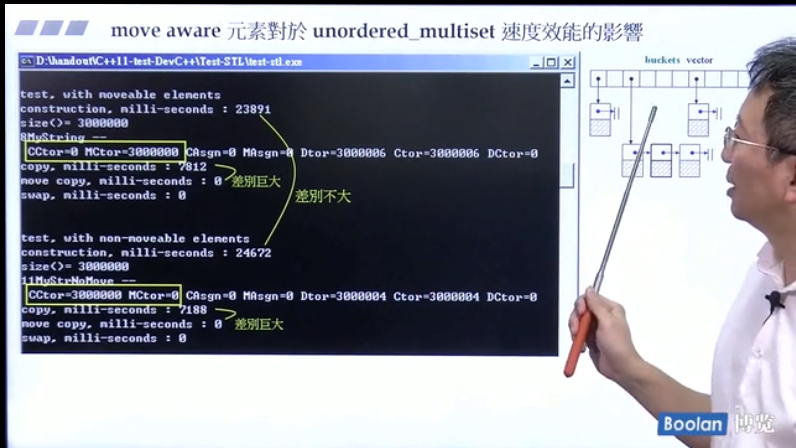 move aware 元素對於 unordered_multiset 速度效能的影響
D:\handout\C++11-test-DevC++\Test-STL\test-stl.exe
buckets vector
test, with moveable elements
construction, milli-seconds : 23891
size()= 3000000
8MyString --
CCtor=0 MCtor=3000000 CAsgn=0 MAsgn=0 Dtor=3000006 Ctor=3000006 DCtor=0
copy, milli-seconds : 7812
move copy, milli-seconds : 0 差別巨大
swap, milli-seconds : 0
差別不大
test, with non-moveable elements
construction, milli-seconds : 24672
size()= 3000000
11MyStrNoMove --
CCtor=3000000 MCtor=0 CAsgn=0 MAsgn=0 Dtor=3000004 Ctor=3000004 DCtor=0
copy, milli-seconds : 7188
move copy, milli-seconds : 0 差別巨大
swap, milli-seconds : 0
Boolan 博览